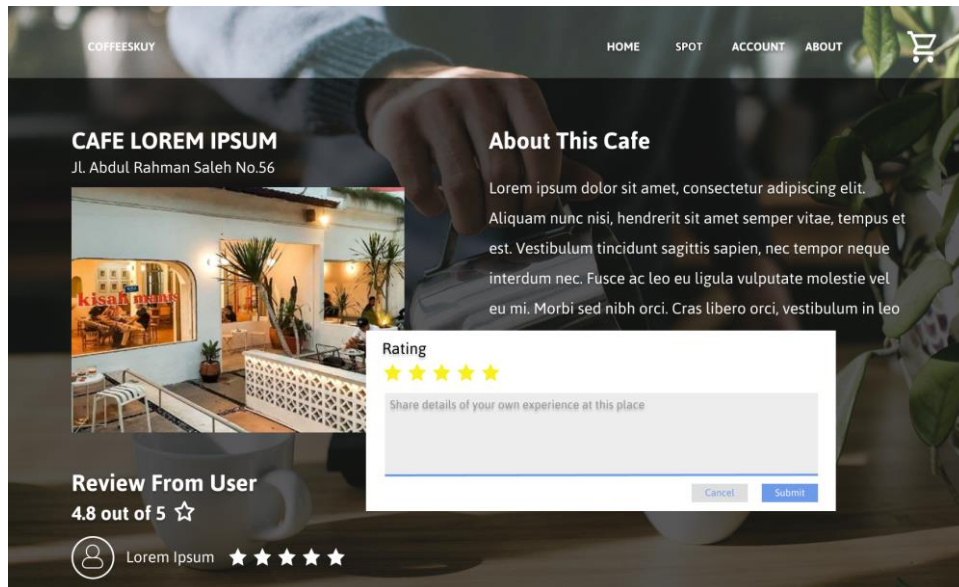 COFFEESKUY
HOME SPOT ACCOUNT ABOUT
CAFE LOREM IPSUM
Jl. Abdul Rahman Saleh No.56
kisah manis
Review From User
4.8 out of 5
Lorem Ipsum
About This Cafe
Lorem ipsum dolor sit amet, consectetur adipiscing elit.
Aliquam nunc nisi, hendrerit sit amet semper vitae, tempus et
est. Vestibulum tincidunt sagittis sapien, nec tempor neque
interdum nec. Fusce ac leo eu ligula vulputate molestie vel
eu mi. Morbi sed nibh orci. Cras libero orci, vestibulum in leo
Rating
Share details of your own experience at this place
Cancel Submit